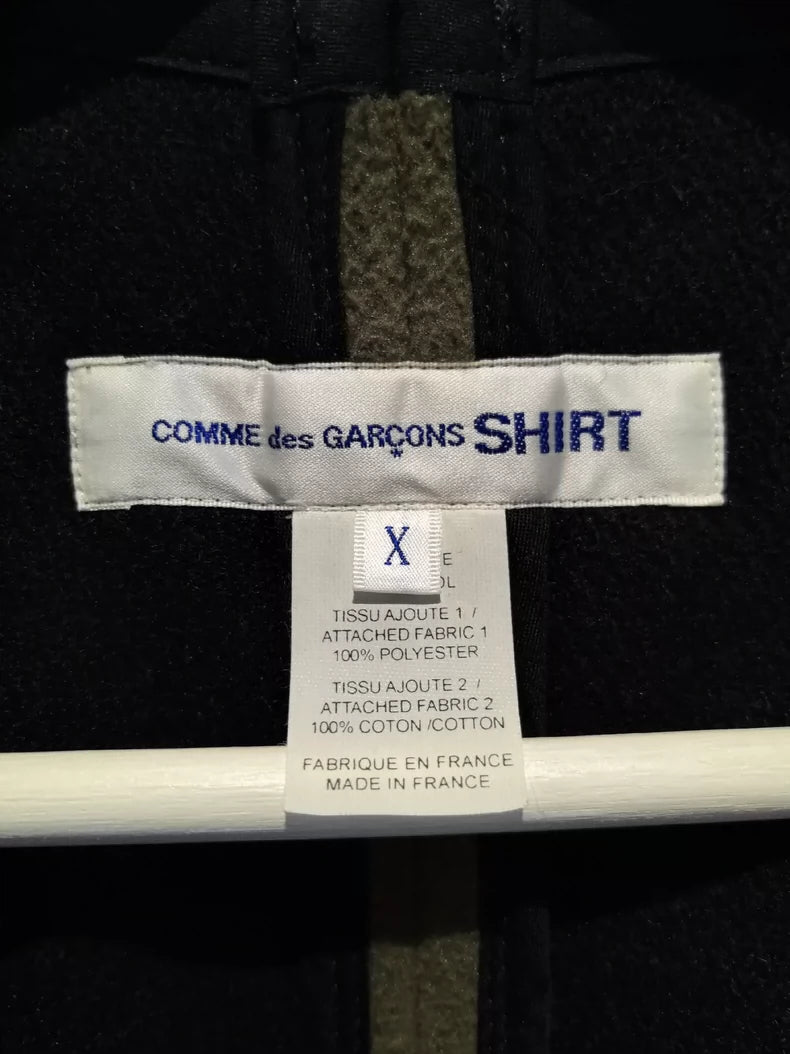 COMME des GARÇONS SHIRT
X
E
OL
TISSU AJOUTE 1 /
ATTACHED FABRIC 1
100% POLYESTER
TISSU AJOUTE 2 /
ATTACHED FABRIC 2
100% COTON /COTTON
FABRIQUE EN FRANCE
MADE IN FRANCE